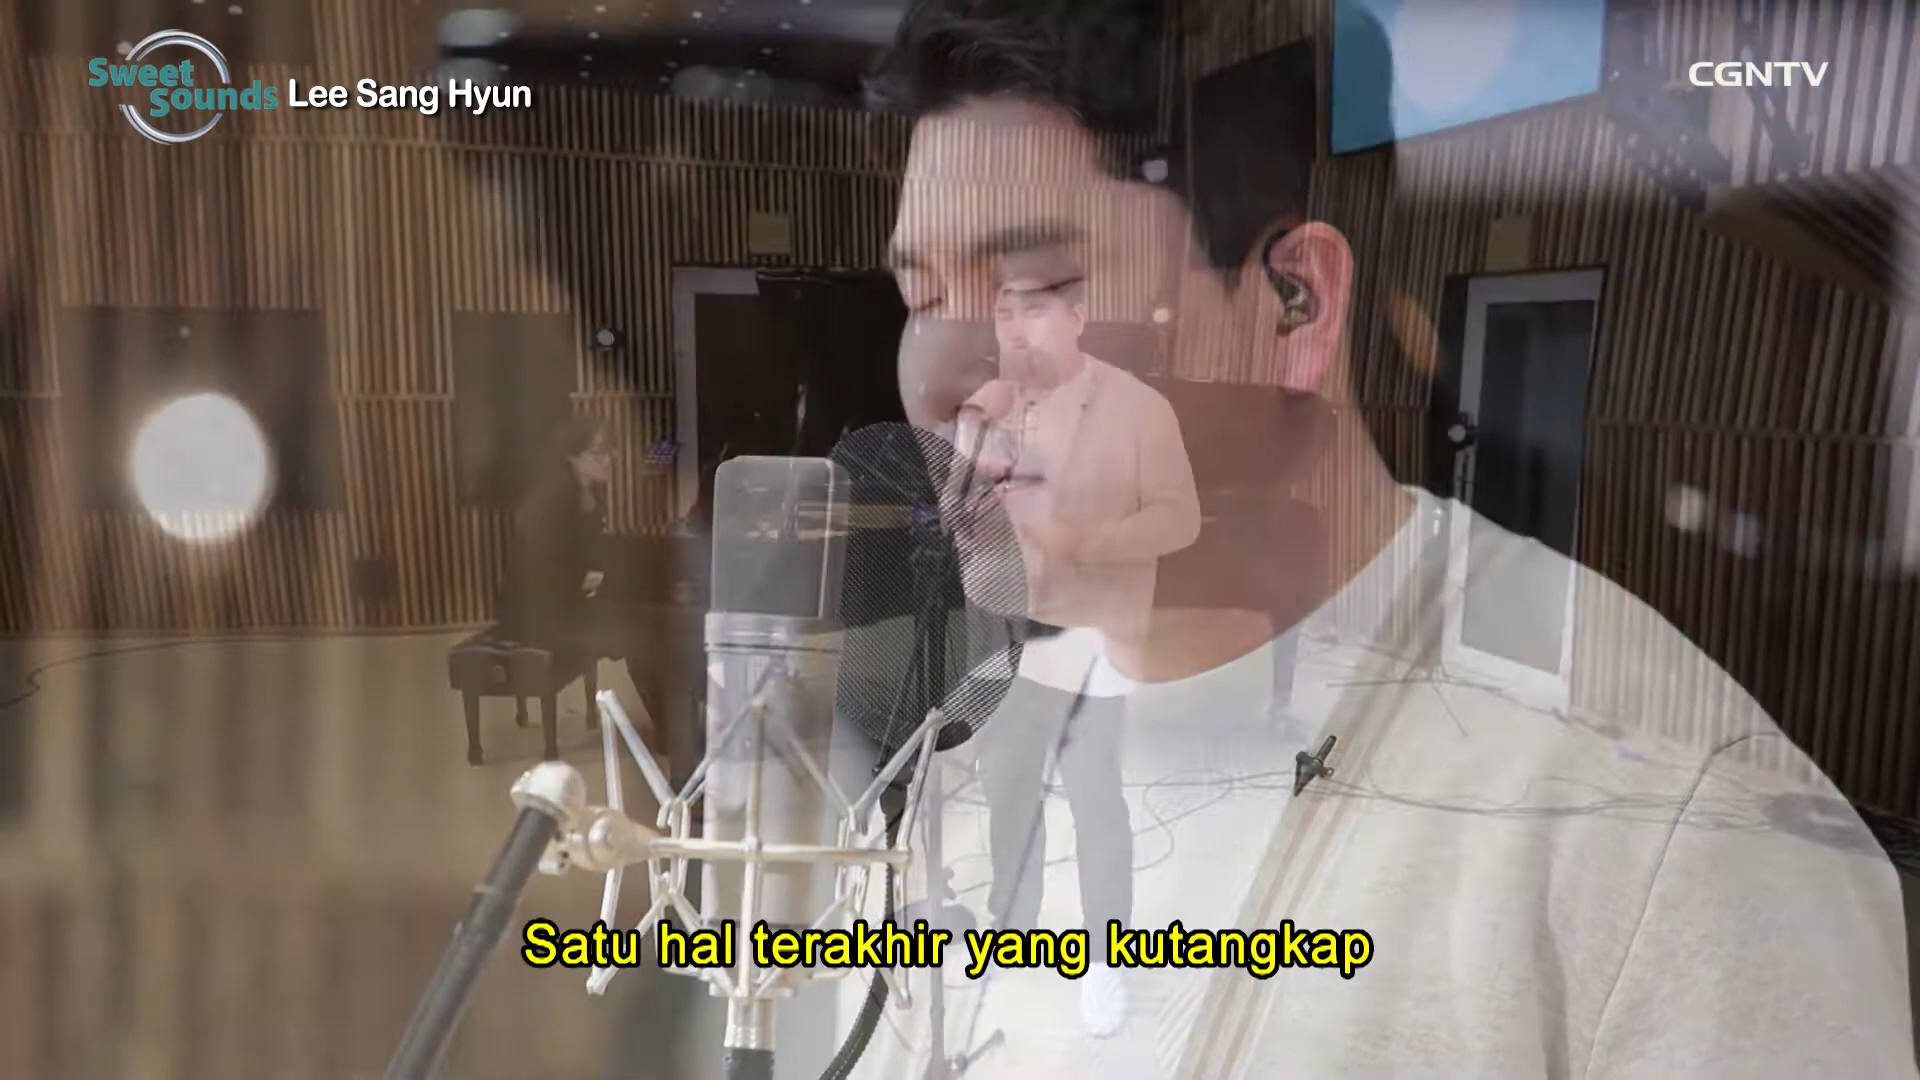 Sweet
Sounds
Lee Sang Hyun
CGNTV
Satu hal terakhir yang kutangkap